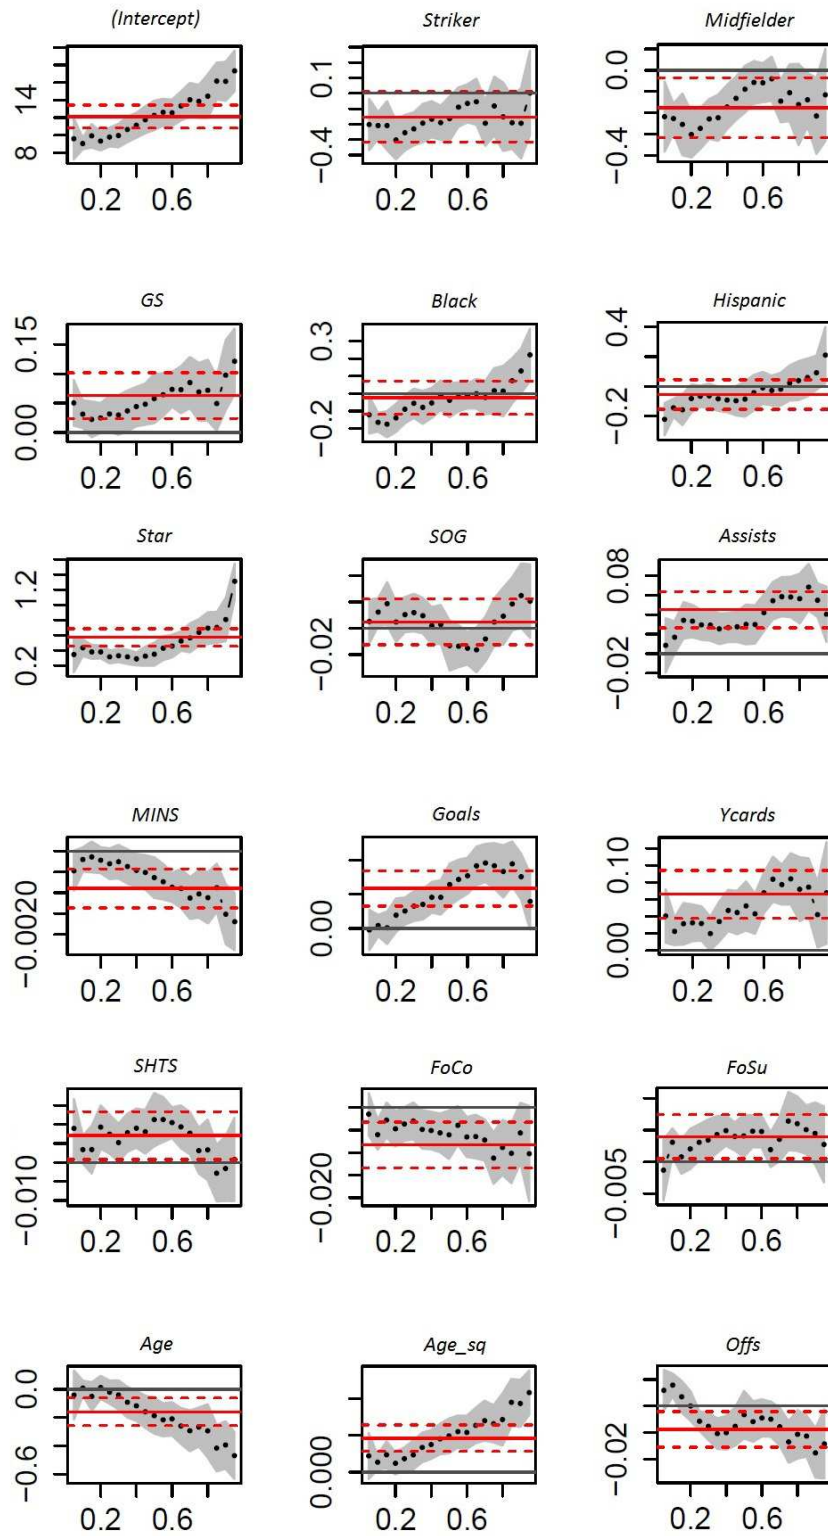 (Intercept) Striker Midfielder
14 0.1 0.0
8 −0.4 −0.4
0.2 0.6 0.2 0.6 0.2 0.6
GS Black Hispanic
0.15 0.3 0.4
0.00 −0.2 −0.2
0.2 0.6 0.2 0.6 0.2 0.6
Star SOG Assists
1.2 0.08
0.2 −0.02 −0.02
0.2 0.6 0.2 0.6 0.2 0.6
MINS Goals Ycards
−0.0020 0.00 0.10
0.00
0.2 0.6 0.2 0.6 0.2 0.6
SHTS FoCo FoSu
−0.010 −0.020 −0.005
0.2 0.6 0.2 0.6 0.2 0.6
Age Age_sq Offs
0.0
−0.6 0.000 −0.02
0.2 0.6 0.2 0.6 0.2 0.6